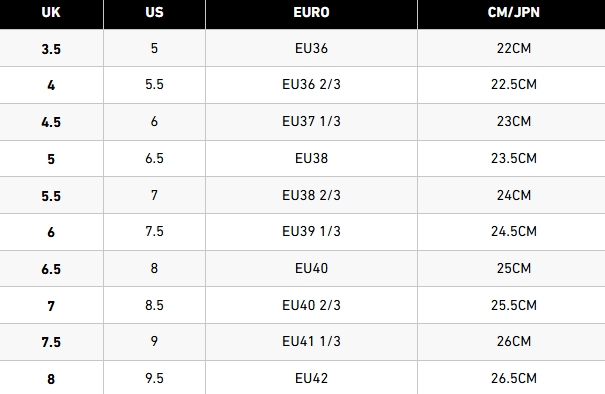 UK US EURO CM/JPN
3.5 5 EU36 22CM
4 5.5 EU36 2/3 22.5CM
4.5 6 EU37 1/3 23CM
5 6.5 EU38 23.5CM
5.5 7 EU38 2/3 24CM
6 7.5 EU39 1/3 24.5CM
6.5 8 EU40 25CM
7 8.5 EU40 2/3 25.5CM
7.5 9 EU41 1/3 26CM
8 9.5 EU42 26.5CM